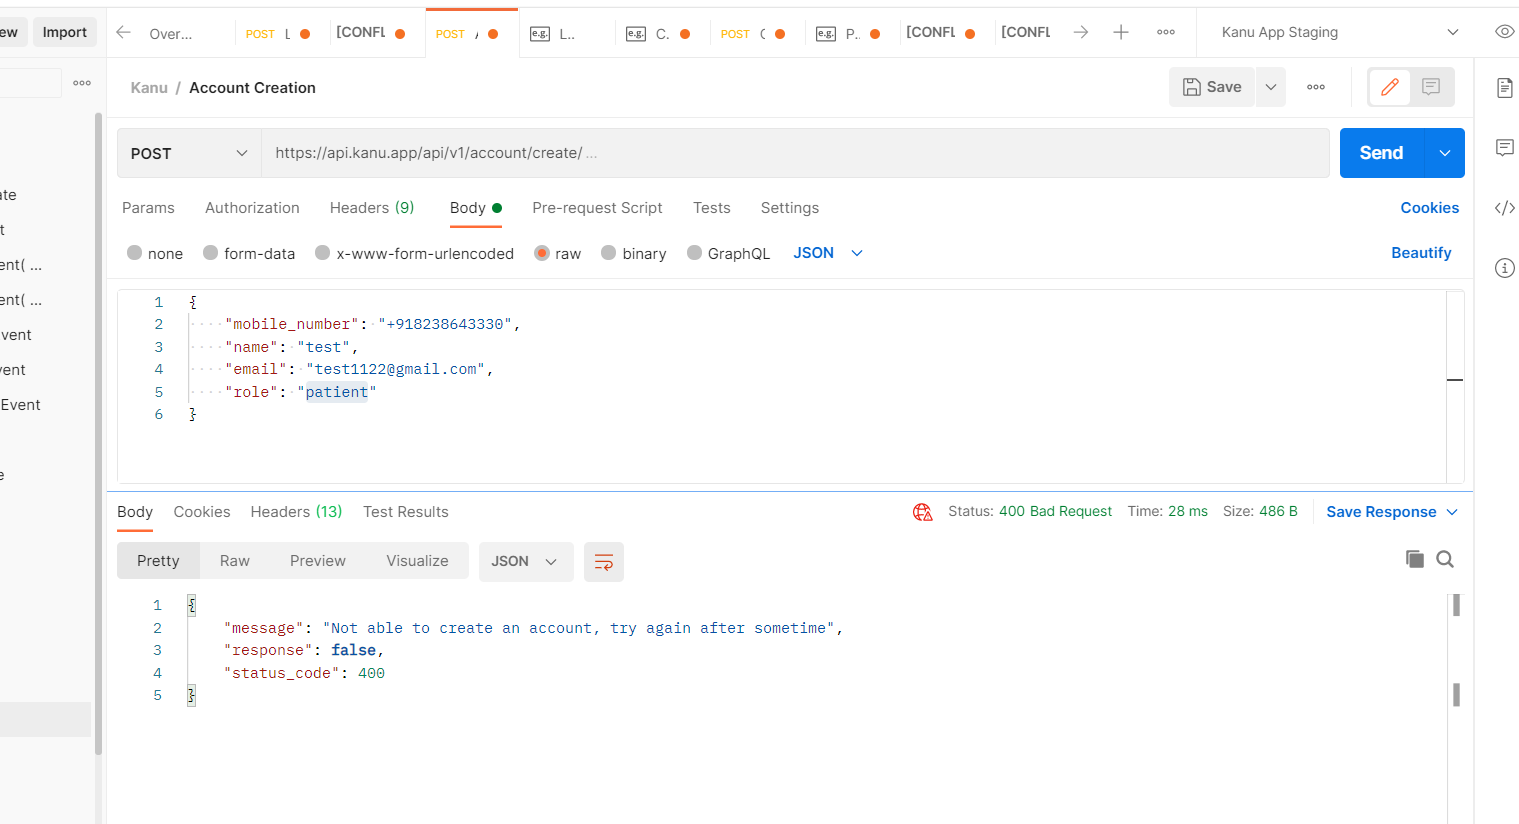 ew Import Over... POST [CONFL POST e.g. L.. e.g. C. POST e.g. P.. [CONFL [CONFL Kanu App Staging
Kanu / Account Creation Save
POST https://api.kanu.app/api/v1/account/create/ ... Send
Params Authorization Headers (9) Body Pre-request Script Tests Settings Cookies
none form-data x-www-form-urlencoded raw binary GraphQL JSON Beautify
ate
t
ent( ...
ent( ...
vent
ent
Event
e
1 {
2 "mobile_number": "+918238643330",
3 "name": "test",
4 "email": "test1122@gmail.com",
5 "role": "patient"
6 }
Body Cookies Headers (13) Test Results Status: 400 Bad Request Time: 28 ms Size: 486 B Save Response
Pretty Raw Preview Visualize JSON
1 {
2 "message": "Not able to create an account, try again after sometime",
3 "response": false,
4 "status_code": 400
5 }